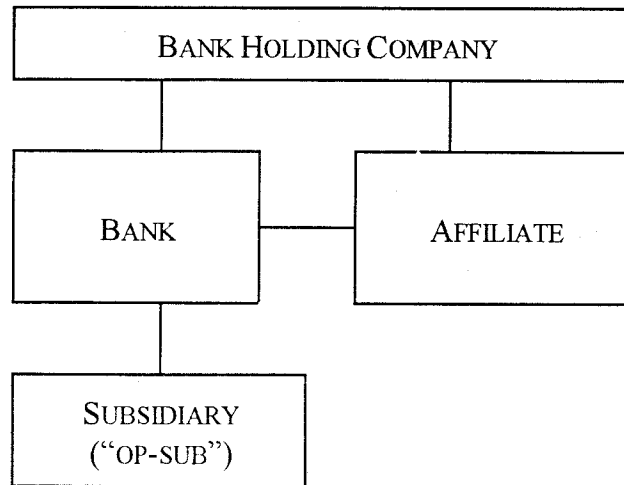 BANK HOLDING COMPANY
BANK
AFFILIATE
SUBSIDIARY
(“OP-SUB”)